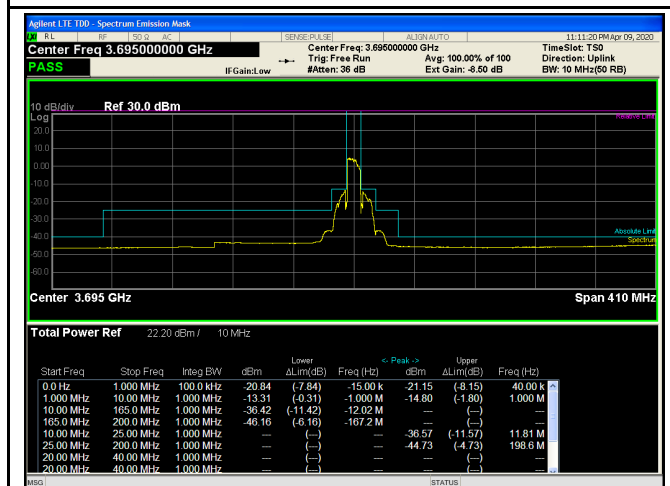 Agilent LTE TDD - Spectrum Emission Mask
LXI RL RF 50 Ω AC SENSE:PULSE ALIGN AUTO 11:11:20 PM Apr 09, 2020
Center Freq 3.695000000 GHz Center Freq: 3.695000000 GHz TimeSlot: TS0
Trig: Free Run Avg: 100.00% of 100 Direction: Uplink
PASS IFGain:Low #Atten: 36 dB Ext Gain: -8.50 dB BW: 10 MHz(50 RB)
10 dB/div Ref 30.0 dBm
Log Relative Limit
20.0
10.0
0.00
-10.0
-20.0
-30.0
-40.0 Absolute Limit
Spectrum
-50.0
-60.0
Center 3.695 GHz Span 410 MHz
Total Power Ref 22.20 dBm / 10 MHz
Lower <- Peak -> Upper
Start Freq Stop Freq Integ BW dBm ΔLim(dB) Freq (Hz) dBm ΔLim(dB) Freq (Hz)
0.0 Hz 1.000 MHz 100.0 kHz -20.84 (-7.84) -15.00 k -21.15 (-8.15) 40.00 k
1.000 MHz 10.00 MHz 1.000 MHz -13.31 (-0.31) -1.000 M -14.80 (-1.80) 1.000 M
10.00 MHz 165.0 MHz 1.000 MHz -36.42 (-11.42) -12.02 M --- (---) ---
165.0 MHz 200.0 MHz 1.000 MHz -46.16 (-6.16) -167.2 M --- (---) ---
10.00 MHz 25.00 MHz 1.000 MHz --- (---) --- -36.57 (-11.57) 11.81 M
25.00 MHz 200.0 MHz 1.000 MHz --- (---) --- -44.73 (-4.73) 198.6 M
20.00 MHz 40.00 MHz 1.000 MHz --- (---) --- --- (---) ---
20.00 MHz 40.00 MHz 1.000 MHz --- (---) --- --- (---) ---
MSG STATUS